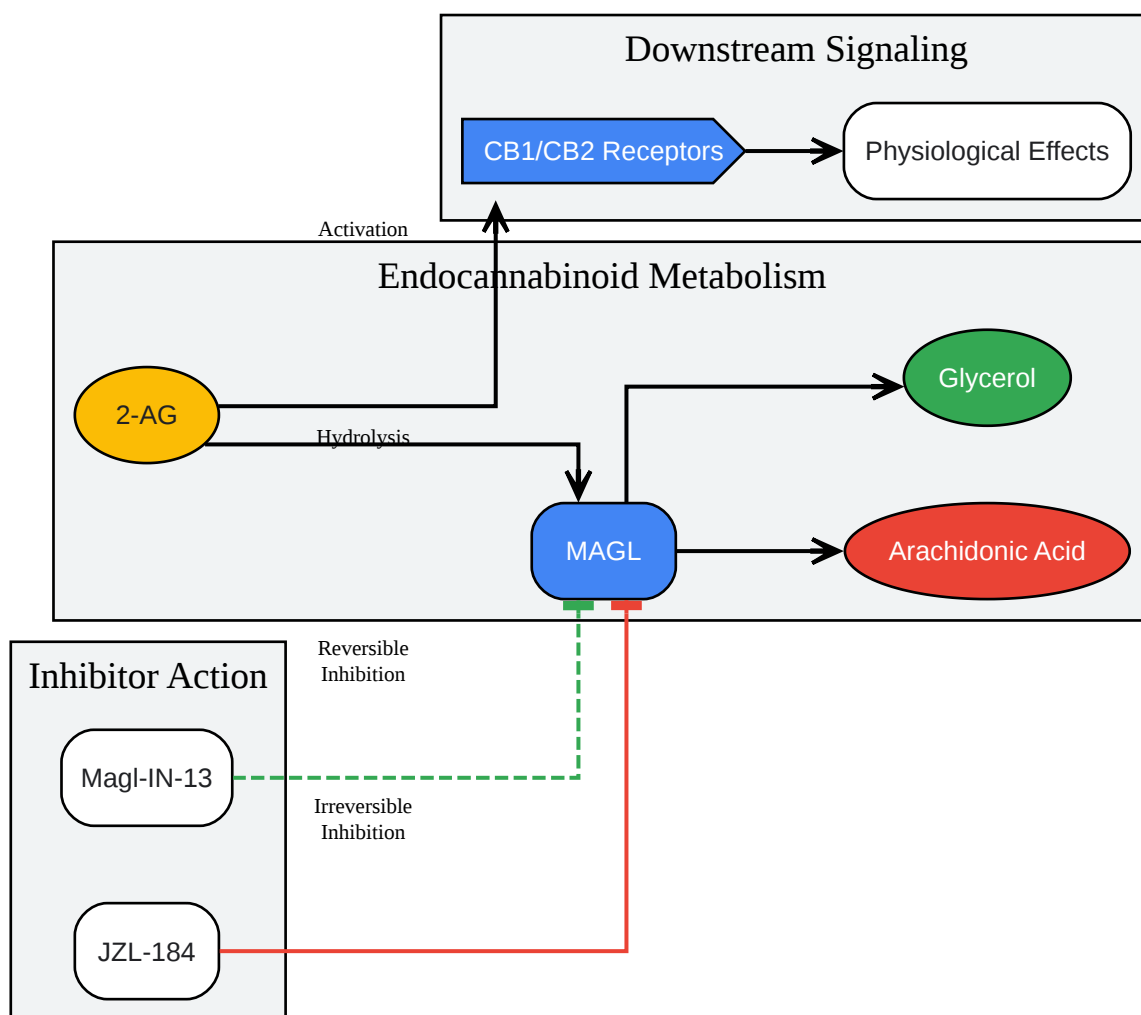 Downstream Signaling
CB1/CB2 Receptors
Physiological Effects
Activation
Endocannabinoid Metabolism
Glycerol
2-AG
Hydrolysis
MAGL
Arachidonic Acid
Reversible
Inhibition
Inhibitor Action
Magl-IN-13
Irreversible
Inhibition
JZL-184